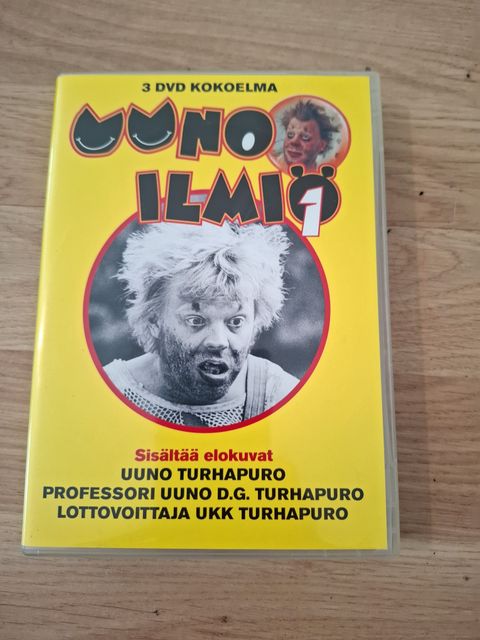 3 DVD KOKOELMA
UUNO
ILMIÖ 1
Sisältää elokuvat
UUNO TURHAPURO
PROFESSORI UUNO D.G. TURHAPURO
LOTTOVOITTAJA UKK TURHAPURO